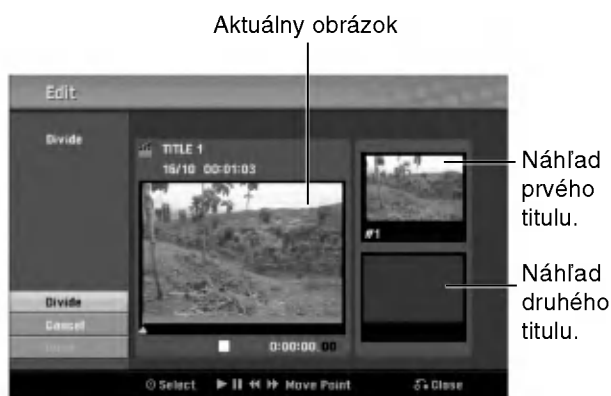 Aktuálny obrázok
Edit
Divide
TITLE 1
15/10 00:01:03
#1
Náhľad
prvého
titulu.
Náhľad
druhého
titulu.
Divide
Cancel
0:00:00. 00
Select
Move Point
Close